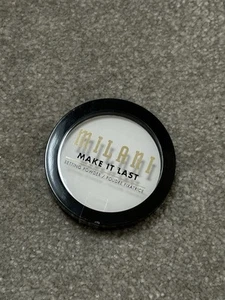 MILANI
MAKE IT LAST
SETTING POWDER / POUDRE FIXATRICE